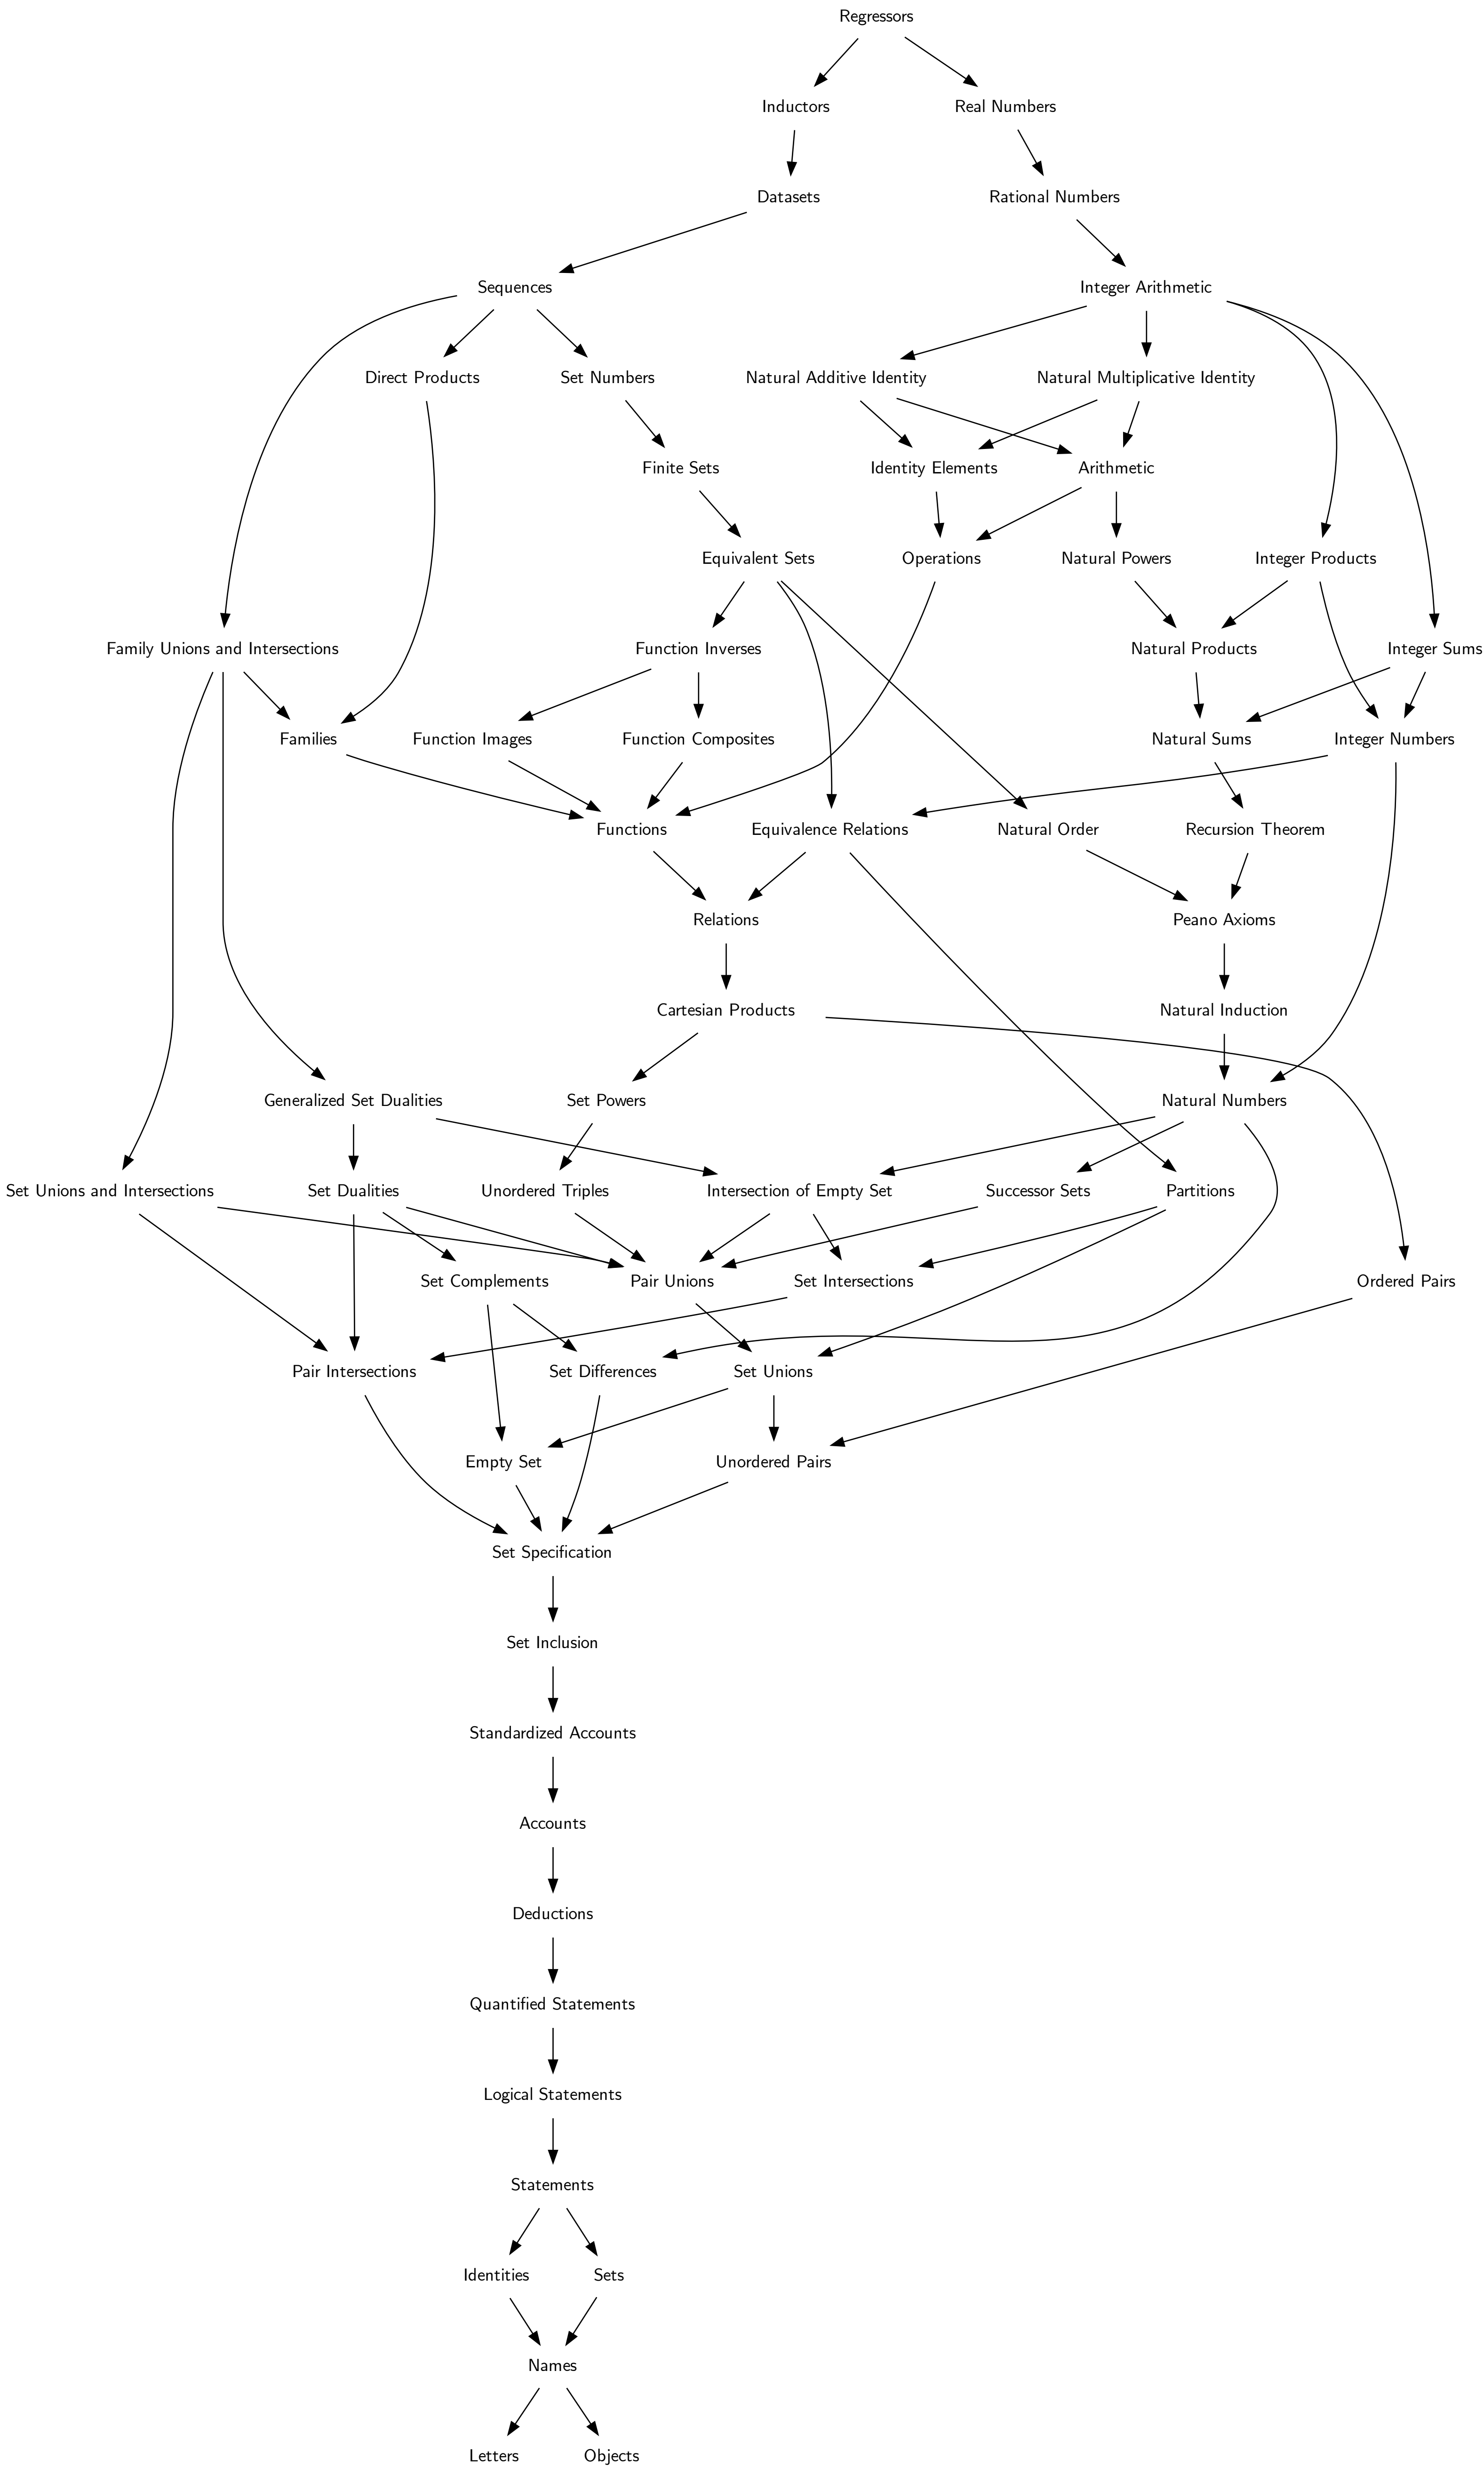 Regressors
Inductors
Real Numbers
Datasets
Rational Numbers
Sequences
Integer Arithmetic
Direct Products
Set Numbers
Natural Additive Identity
Natural Multiplicative Identity
Finite Sets
Identity Elements
Arithmetic
Equivalent Sets
Operations
Natural Powers
Integer Products
Family Unions and Intersections
Function Inverses
Natural Products
Integer Sums
Families
Function Images
Function Composites
Natural Sums
Integer Numbers
Functions
Equivalence Relations
Natural Order
Recursion Theorem
Relations
Peano Axioms
Cartesian Products
Natural Induction
Generalized Set Dualities
Set Powers
Natural Numbers
Set Unions and Intersections
Set Dualities
Unordered Triples
Intersection of Empty Set
Successor Sets
Partitions
Set Complements
Pair Unions
Set Intersections
Ordered Pairs
Pair Intersections
Set Differences
Set Unions
Empty Set
Unordered Pairs
Set Specification
Set Inclusion
Standardized Accounts
Accounts
Deductions
Quantified Statements
Logical Statements
Statements
Identities
Sets
Names
Letters
Objects